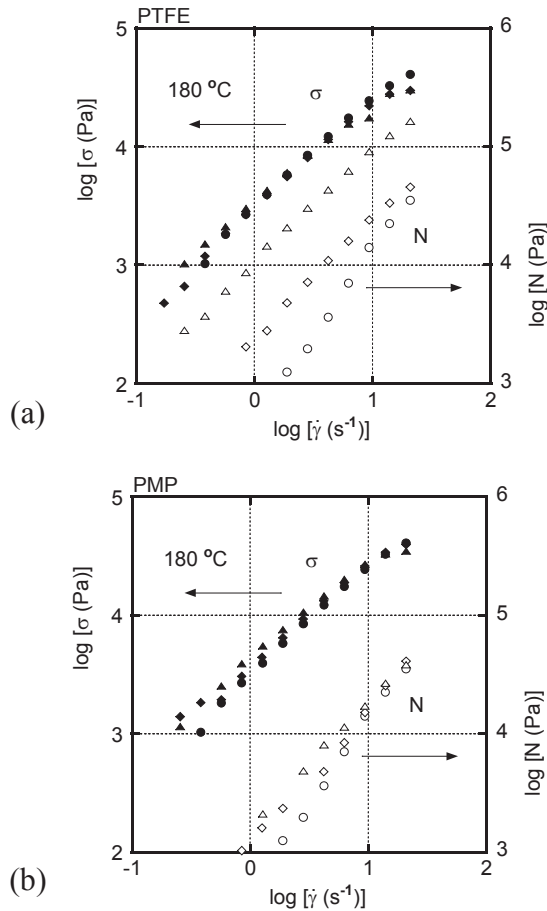 PTFE
5
4
3
2
log [σ (Pa)]
180 °C
σ
N
6
5
4
3
log [N (Pa)]
-1 0 1 2
log [γ̇ (s⁻¹)]
(a)
PMP
5
4
3
2
log [σ (Pa)]
180 °C
σ
N
6
5
4
3
log [N (Pa)]
-1 0 1 2
log [γ̇ (s⁻¹)]
(b)